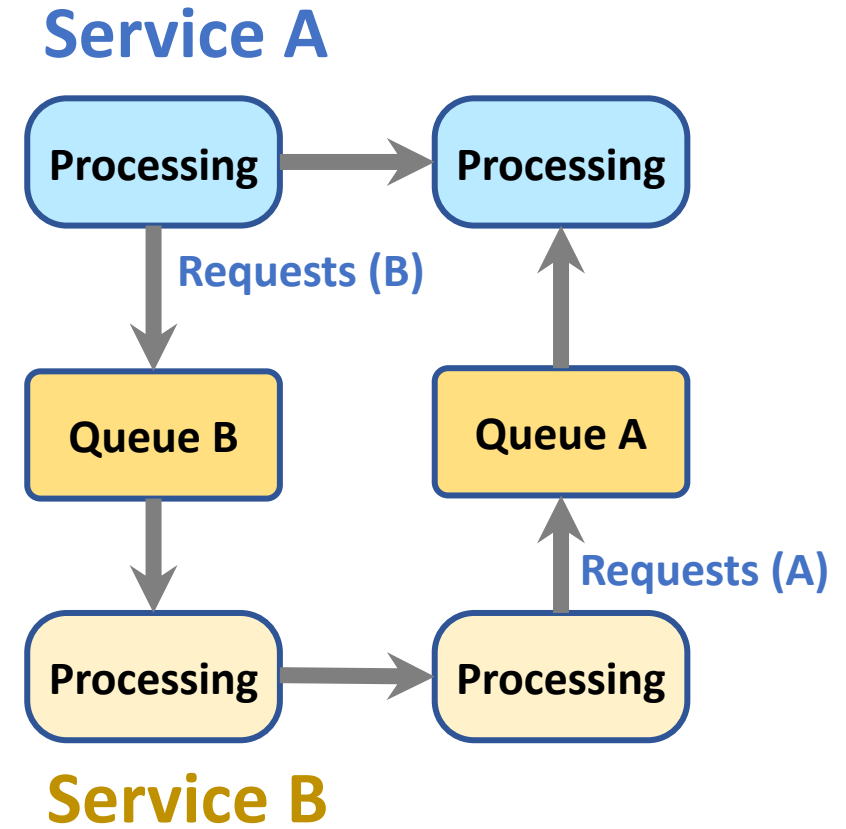 Service A
Processing
Processing
Requests (B)
Queue B
Queue A
Requests (A)
Processing
Processing
Service B